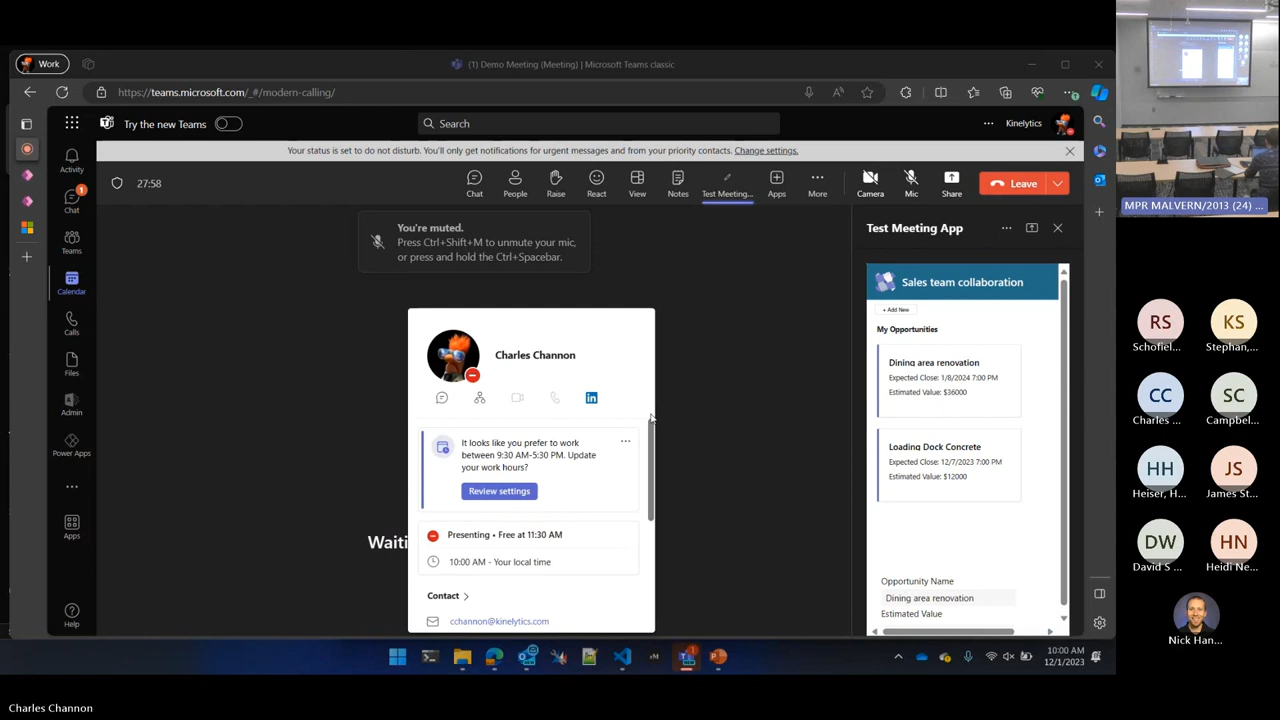 Work
(1) Demo Meeting (Meeting) | Microsoft Teams classic
https://teams.microsoft.com/_#/modern-calling/
Try the new Teams
Search
Kinelytics
Your status is set to do not disturb. You'll only get notifications for urgent messages and from your priority contacts. Change settings.
27:58
Chat
People
Raise
React
View
Notes
Test Meeting...
Apps
More
Camera
Mic
Share
Leave
Activity
1
Chat
Teams
Calendar
Calls
Files
Admin
Power Apps
Apps
Help
You're muted.
Press Ctrl+Shift+M to unmute your mic,
or press and hold the Ctrl+Spacebar.
Waiti
Charles Channon
in
It looks like you prefer to work
between 9:30 AM-5:30 PM. Update
your work hours?
Review settings
Presenting • Free at 11:30 AM
10:00 AM - Your local time
Contact >
cchannon@kinelytics.com
Test Meeting App
Sales team collaboration
+ Add New
My Opportunities
Dining area renovation
Expected Close: 1/8/2024 7:00 PM
Estimated Value: $36000
Loading Dock Concrete
Expected Close: 12/7/2023 7:00 PM
Estimated Value: $12000
Opportunity Name
Dining area renovation
Estimated Value
10:00 AM
12/1/2023
MPR MALVERN/2013 (24) ...
RS
Schofiel...
KS
Stephan,...
CC
Charles ...
SC
Campbel...
HH
Heiser, H...
JS
James St...
DW
David S ...
HN
Heidi Ne...
Nick Han...
Charles Channon